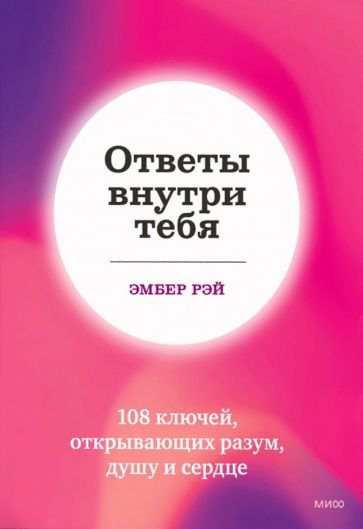 Ответы
внутри
тебя
ЭМБЕР РЭЙ
108 ключей,
открывающих разум,
душу и сердце
МИФ